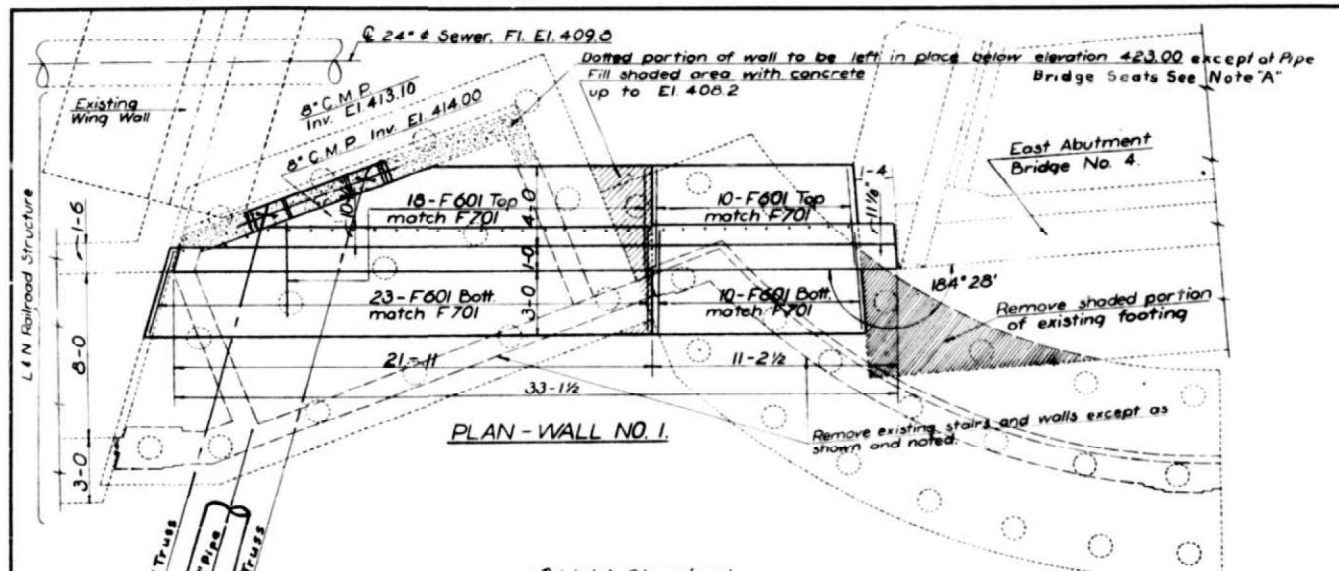 ℄ 24" ⌀ Sewer, Fl. El. 409.8
Dotted portion of wall to be left in place below elevation 423.00 except at Pipe
Bridge Seats See Note "A"
Fill shaded area with concrete
up to El. 408.2
Existing
Wing Wall
8" C.M.P.
Inv. El. 413.10
8" C.M.P. Inv. El. 414.00
East Abutment
Bridge No. 4.
L & N Railroad Structure
1-6
8-0
3-0
18-F601 Top
match F701
4-0
1-0
3-0
10-F601 Top
match F701
1-4
1'-11⅛"
23-F601 Bott.
match F701
10-F601 Bott.
match F701
184° 28'
Remove shaded portion
of existing footing
21-11
11-2½
33-1½
PLAN - WALL NO. 1.
Remove existing stairs and walls except as
shown and noted.
Truss
"Pipe
Truss